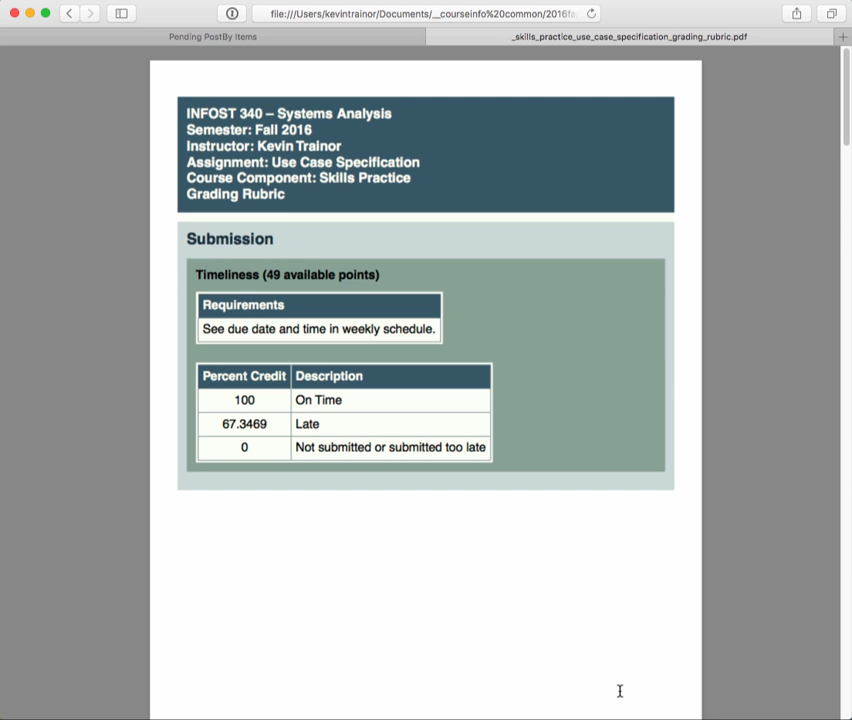 file:///Users/kevintrainor/Documents/__courseinfo%20common/2016fa
Pending PostBy Items
_skills_practice_use_case_specification_grading_rubric.pdf
INFOST 340 – Systems Analysis
Semester: Fall 2016
Instructor: Kevin Trainor
Assignment: Use Case Specification
Course Component: Skills Practice
Grading Rubric
Submission
Timeliness (49 available points)
Requirements
See due date and time in weekly schedule.
Percent Credit Description
100 On Time
67.3469 Late
0 Not submitted or submitted too late